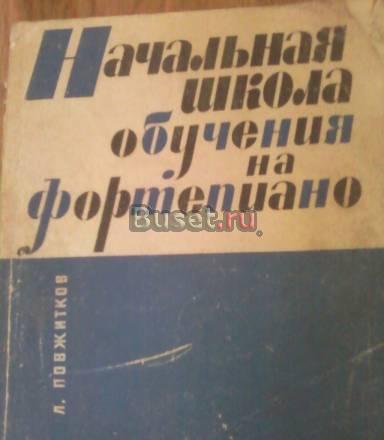 Начальная
школа
обучения
на
фортепиано
Buset.ru
Л. ПОВЖИТКОВ